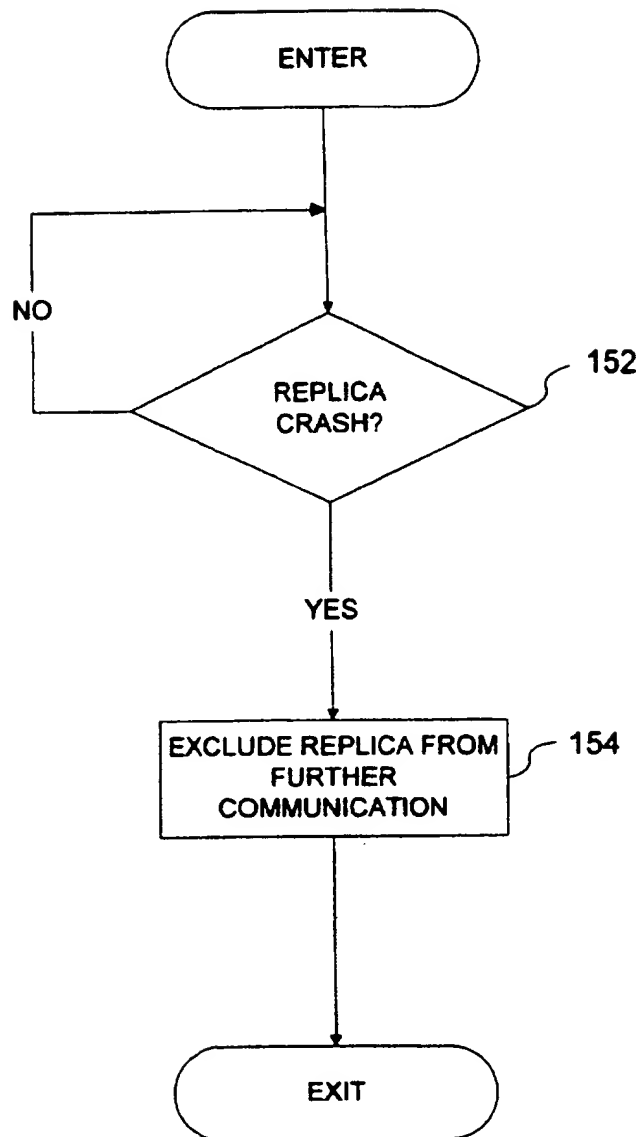 ENTER
NO
REPLICA
CRASH?
152
YES
EXCLUDE REPLICA FROM
FURTHER
COMMUNICATION
154
EXIT